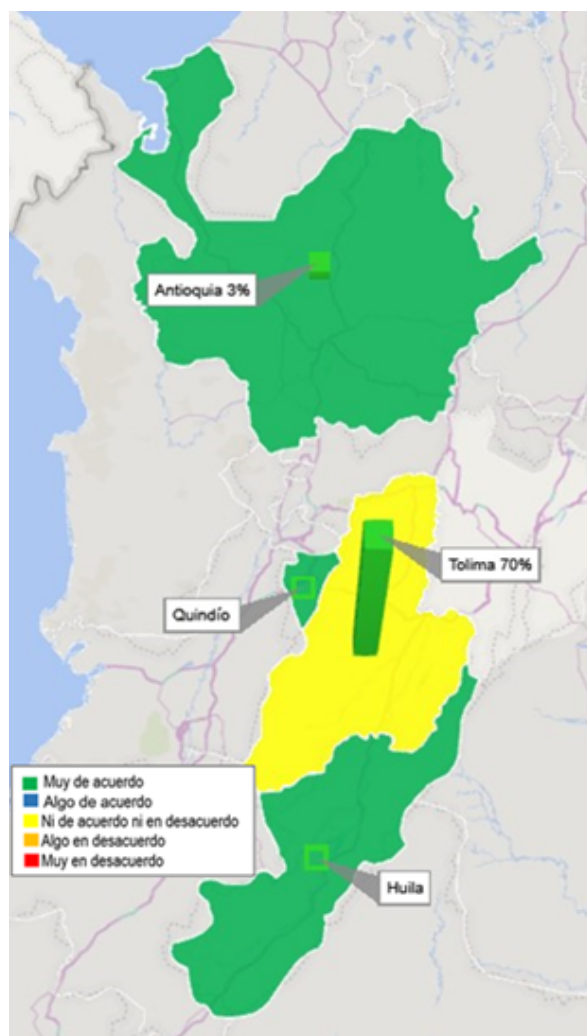 Antioquia 3%
Tolima 70%
Quindío
Muy de acuerdo
Algo de acuerdo
Ni de acuerdo ni en desacuerdo
Algo en desacuerdo
Muy en desacuerdo
Huila